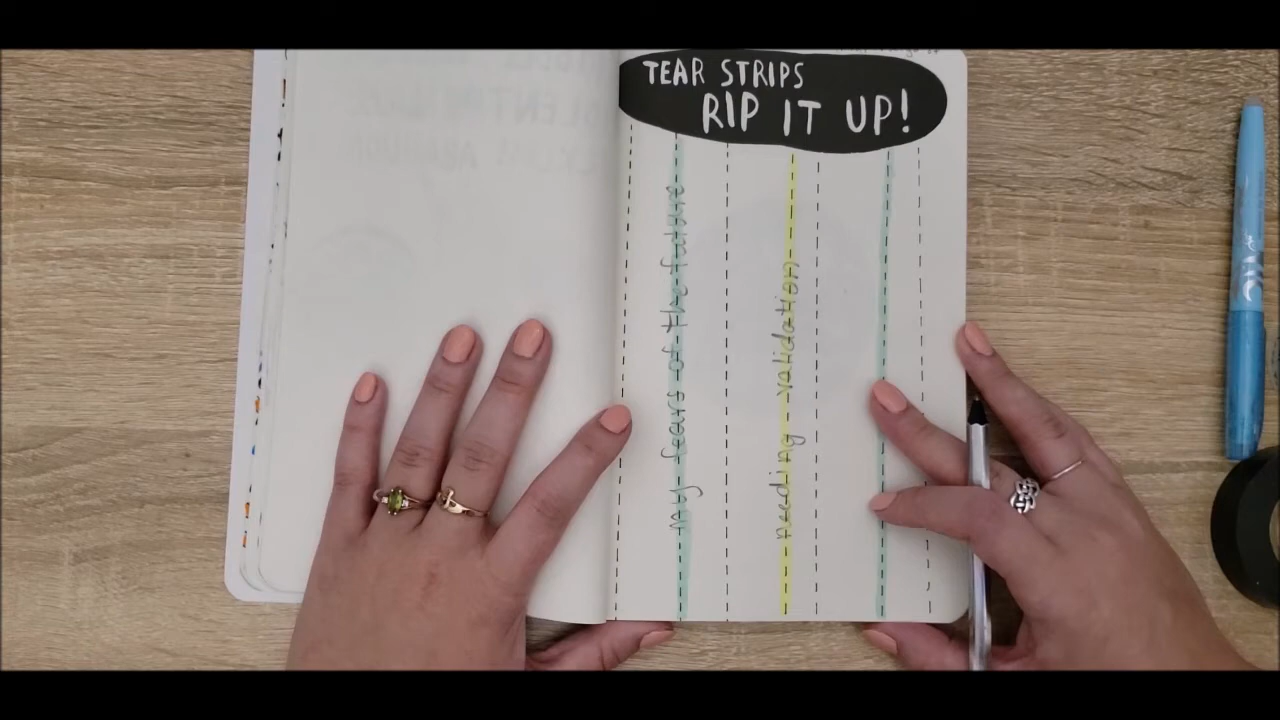 TEAR STRIPS
RIP IT UP!
my fears of the future
needing validation